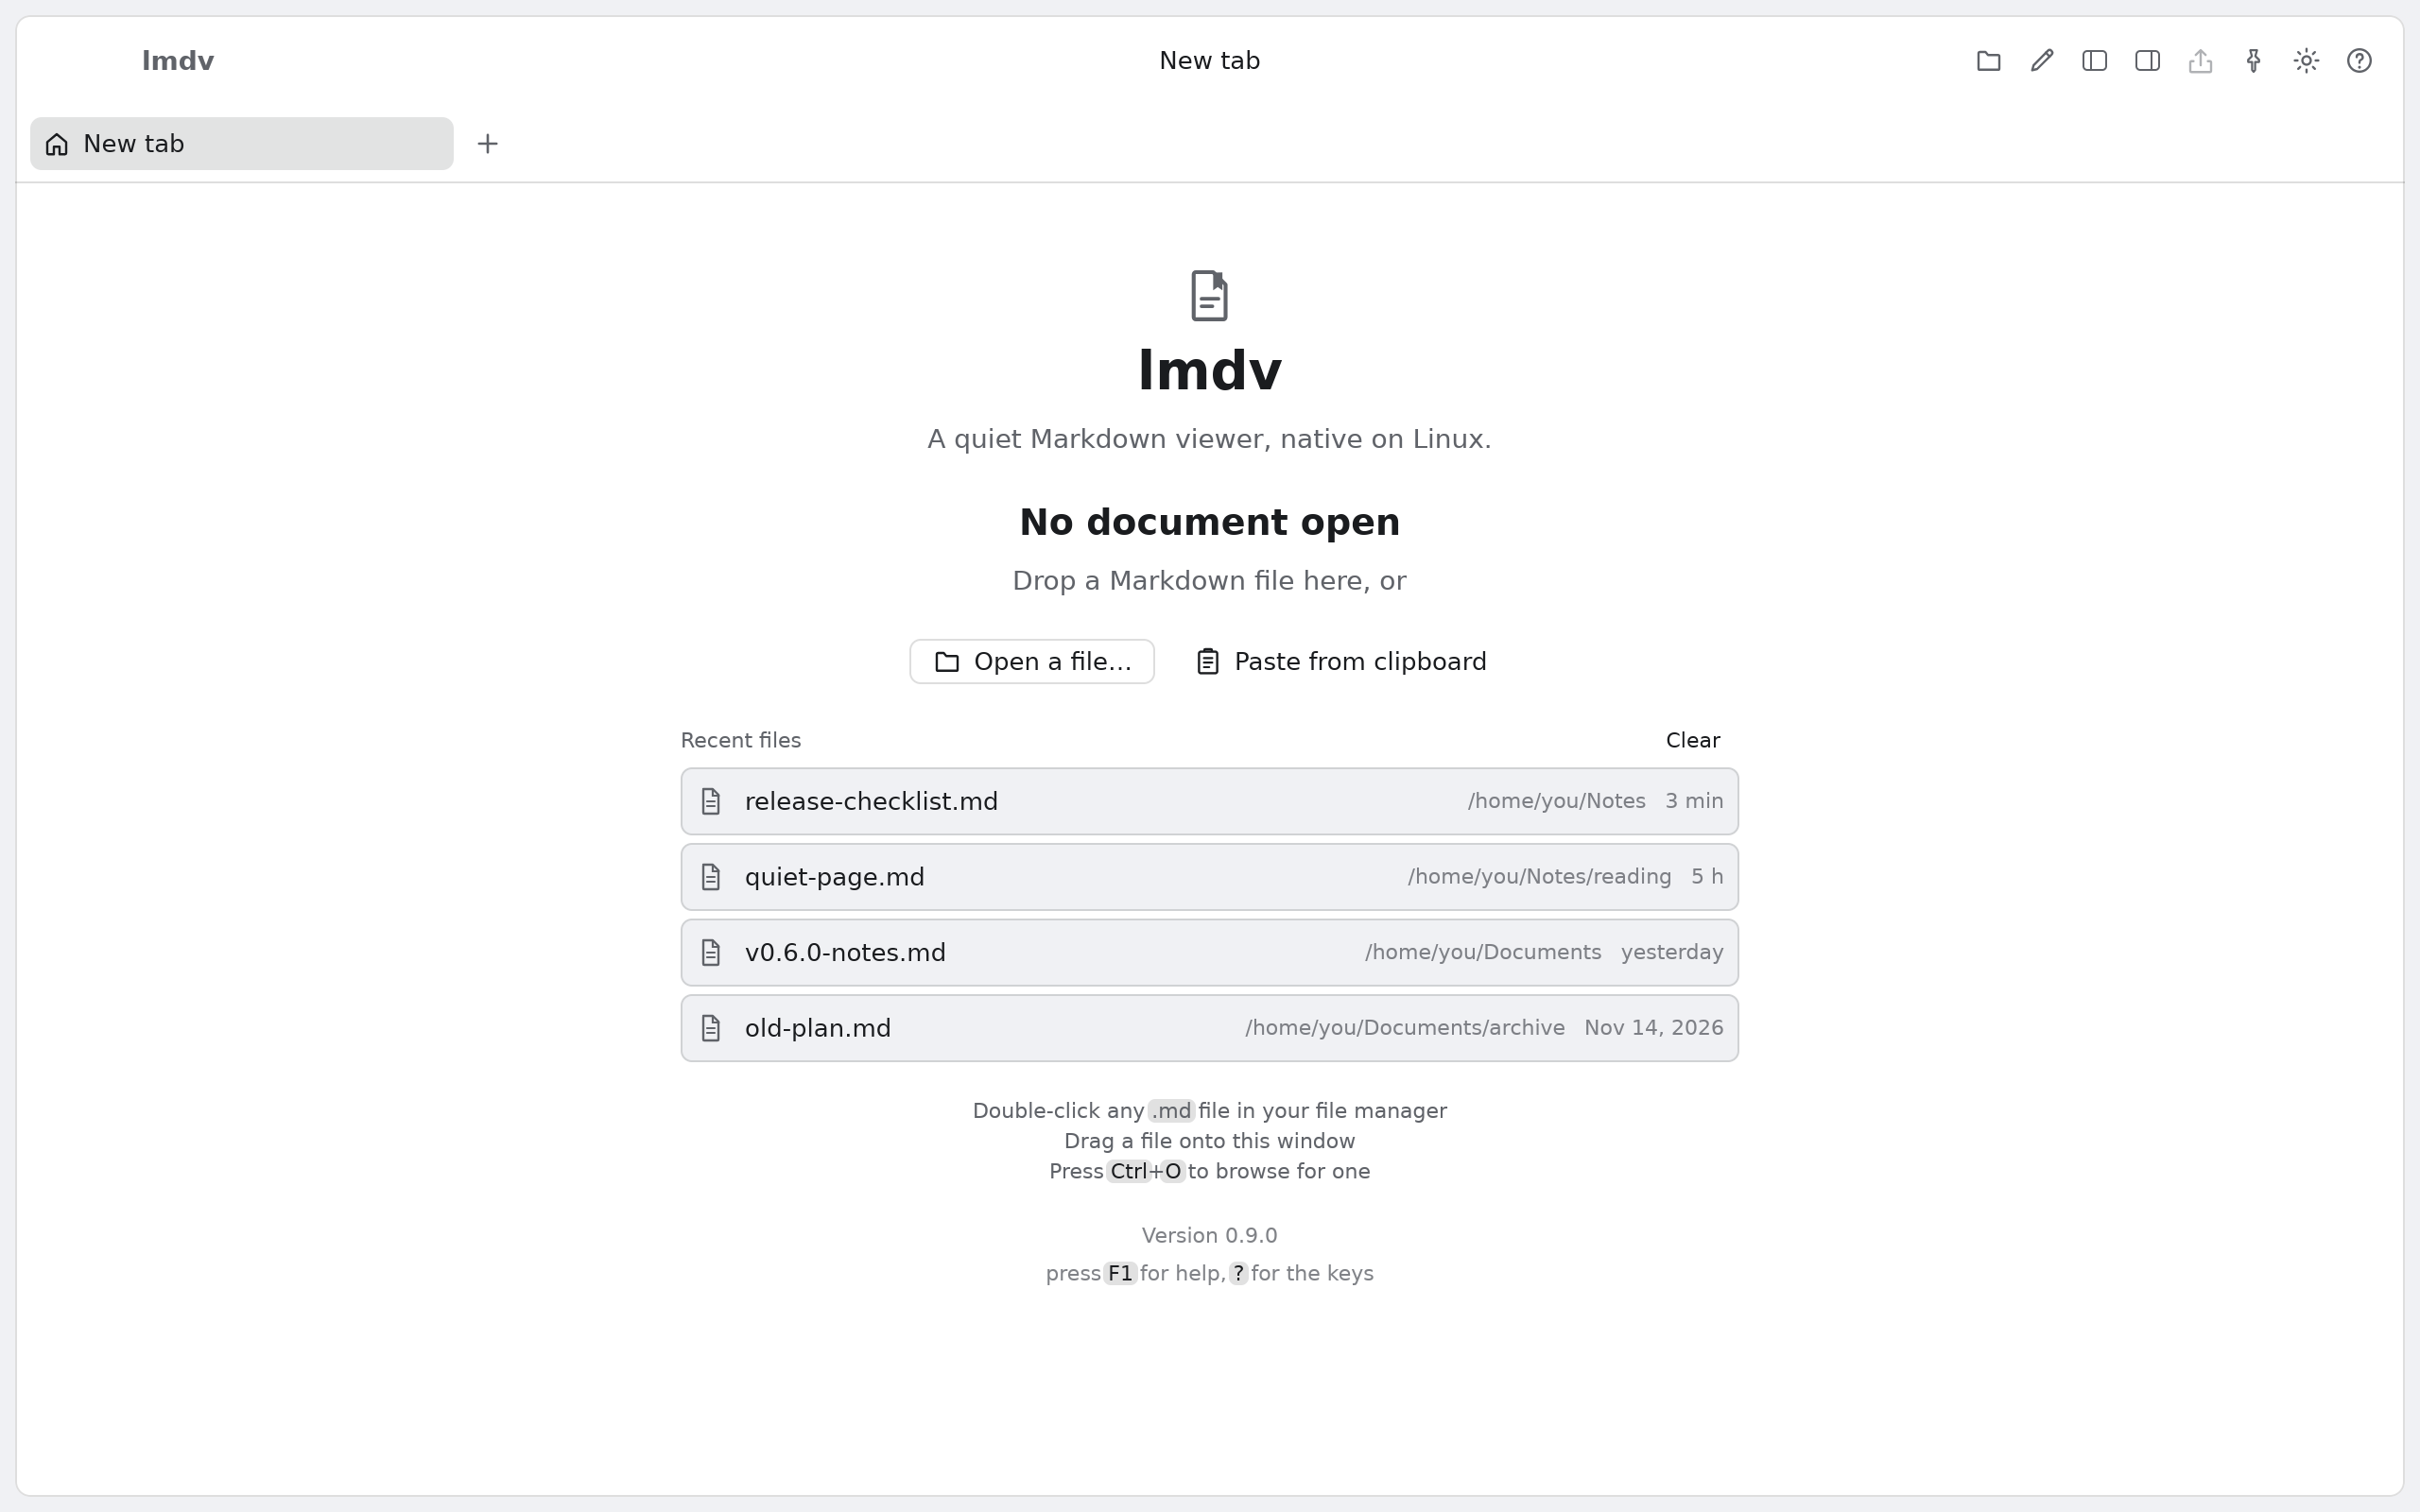 lmdv
New tab
New tab
lmdv
A quiet Markdown viewer, native on Linux.
No document open
Drop a Markdown file here, or
Open a file… Paste from clipboard
Recent files Clear
release-checklist.md /home/you/Notes 3 min
quiet-page.md /home/you/Notes/reading 5 h
v0.6.0-notes.md /home/you/Documents yesterday
old-plan.md /home/you/Documents/archive Nov 14, 2026
Double-click any .md file in your file manager
Drag a file onto this window
Press Ctrl+O to browse for one
Version 0.9.0
press F1 for help, ? for the keys